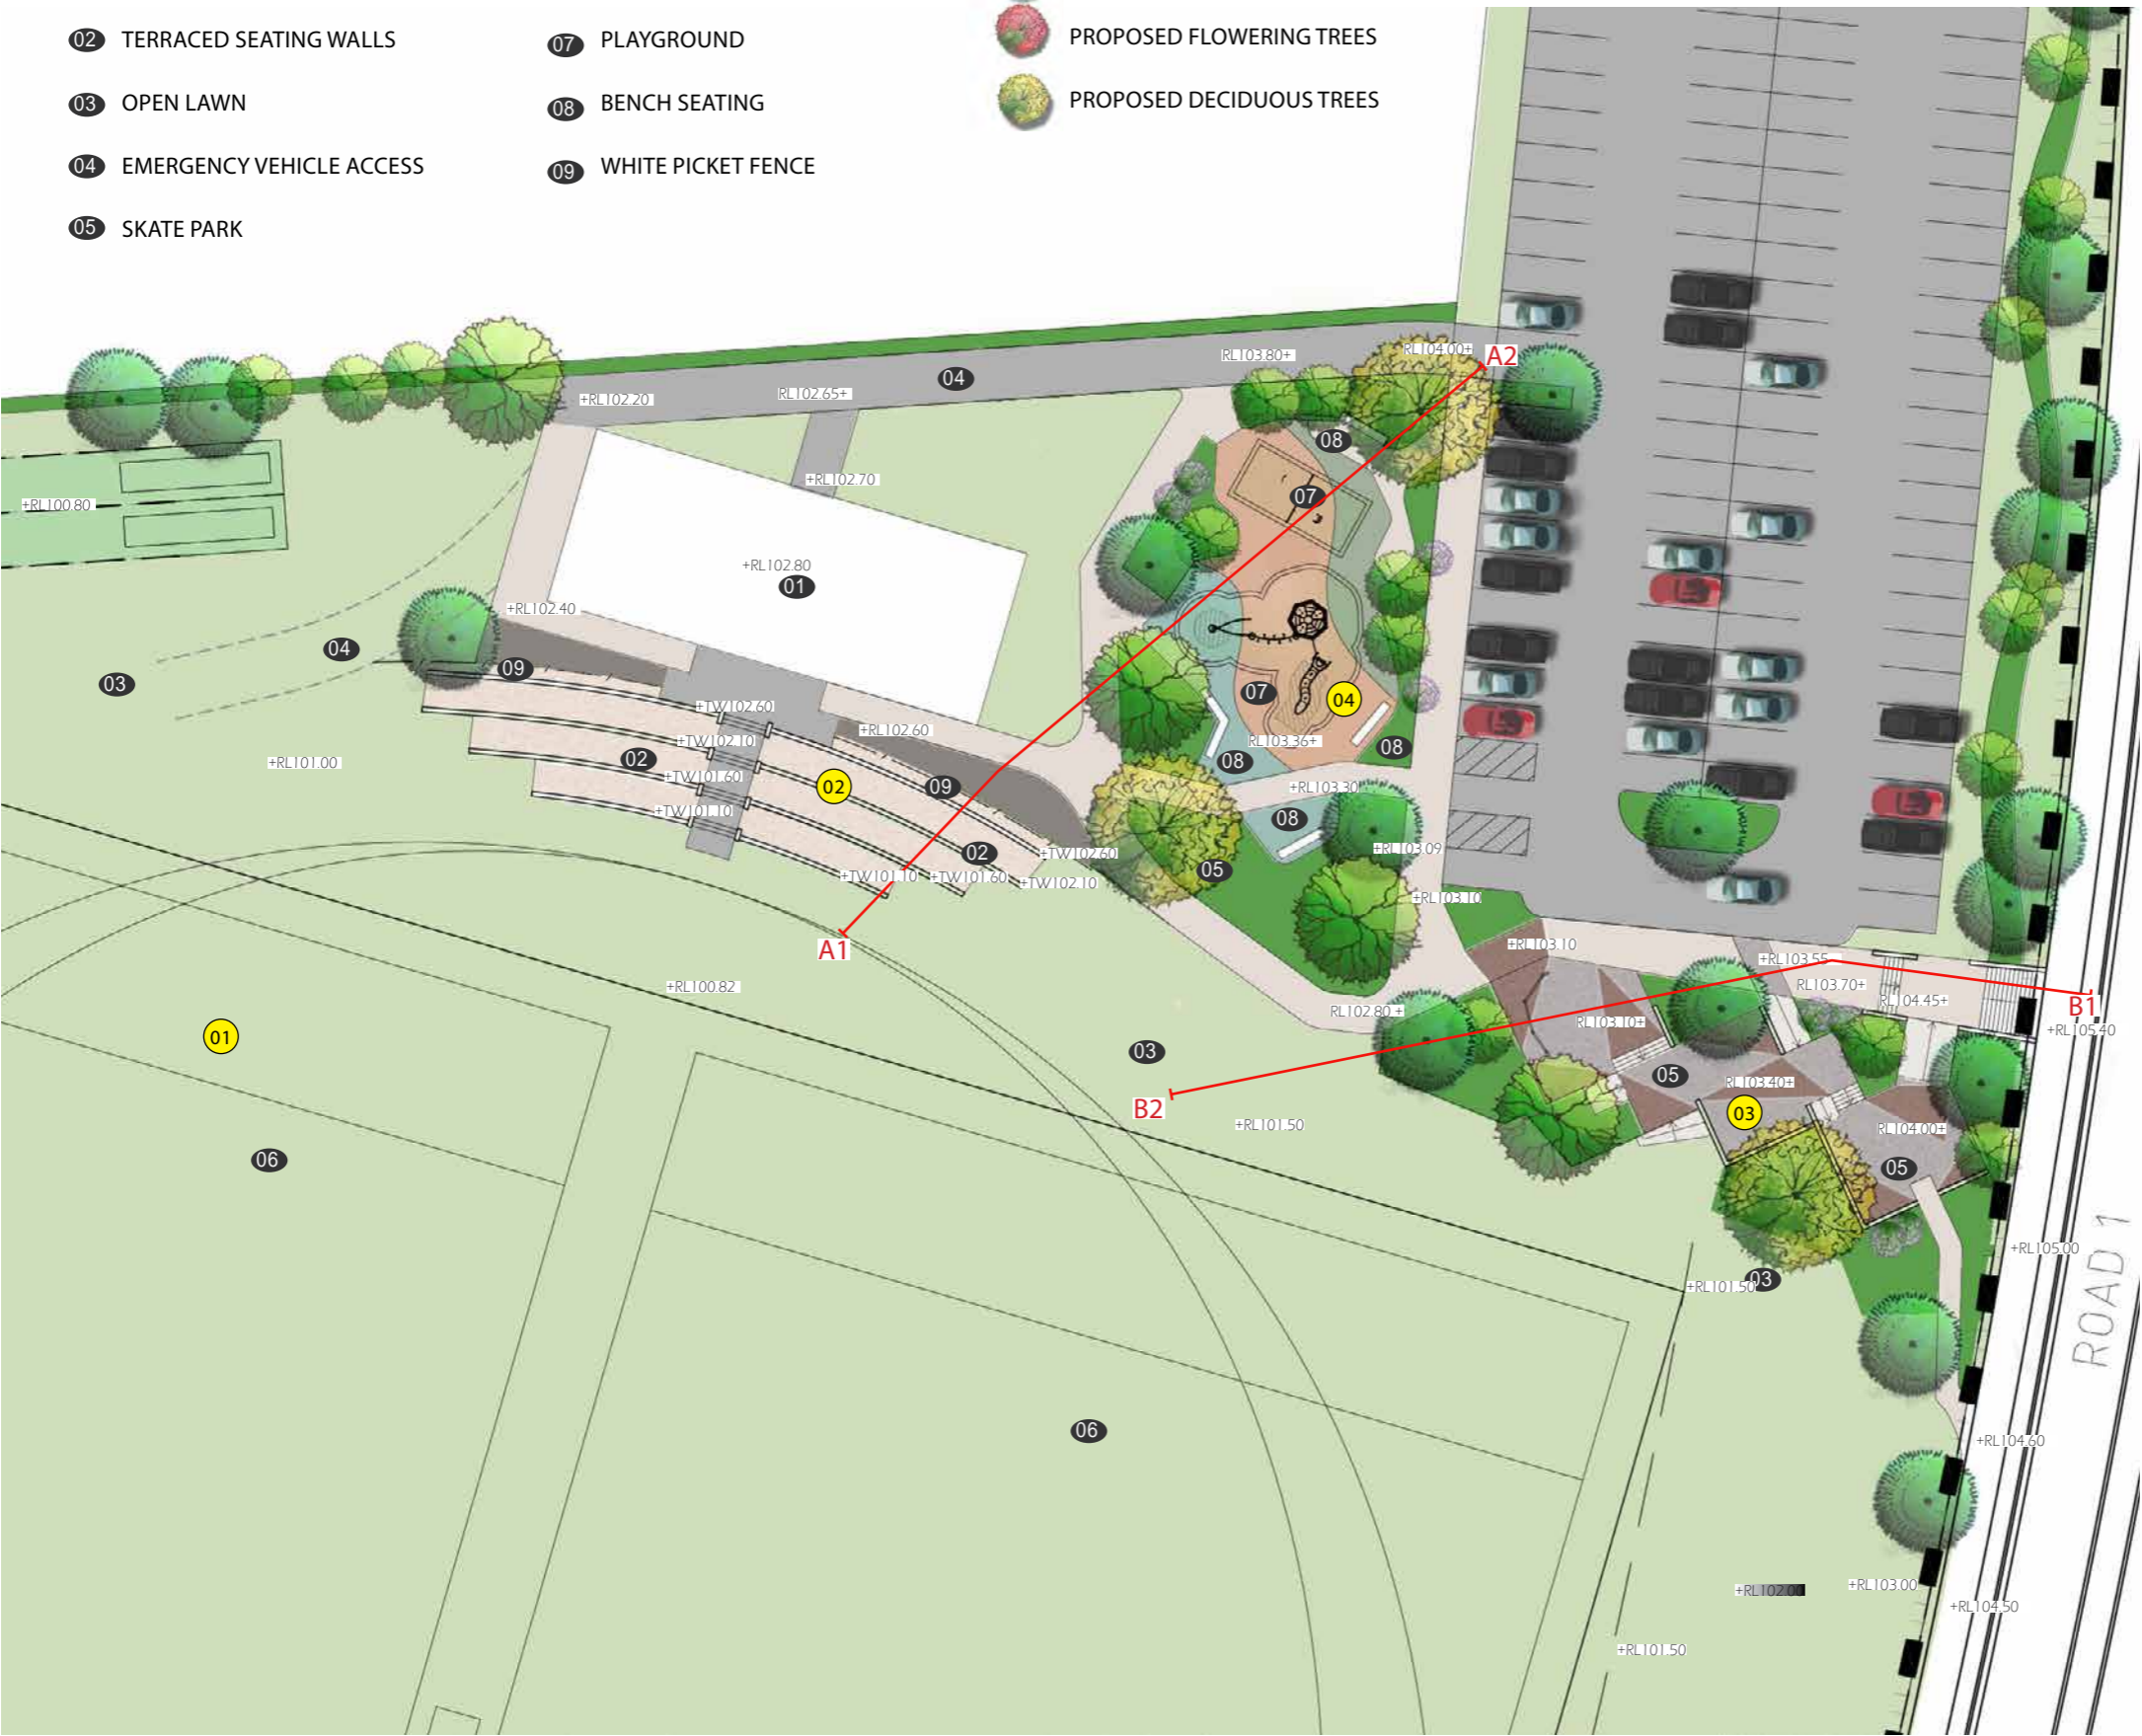 02 TERRACED SEATING WALLS
03 OPEN LAWN
04 EMERGENCY VEHICLE ACCESS
05 SKATE PARK
07 PLAYGROUND
08 BENCH SEATING
09 WHITE PICKET FENCE
PROPOSED FLOWERING TREES
PROPOSED DECIDUOUS TREES
RL103.80+
RL104.00+
A2
04
+RL102.20
RL102.65+
08
+RL102.70
07
+RL100.80
+RL102.80
01
+RL102.40
04
09
03
07
04
+TW102.60
+RL102.60
RL103.36+
08
+TW102.10
02
08
+RL101.00
+TW101.60
02
09
+RL103.30
+TW101.10
08
+RL103.09
02
+TW102.60
05
+TW101.10
+TW101.60
+TW102.10
+RL103.10
A1
+RL103.10
+RL103.55
+RL100.82
RL103.70+
RL104.45+
B1
RL102.80 +
RL103.10+
+RL105.40
01
03
05
RL103.40+
B2
03
+RL101.50
RL104.00+
06
05
+RL105.00
ROAD 1
03
+RL101.50
06
+RL104.60
+RL102.00
+RL103.00
+RL104.50
+RL101.50